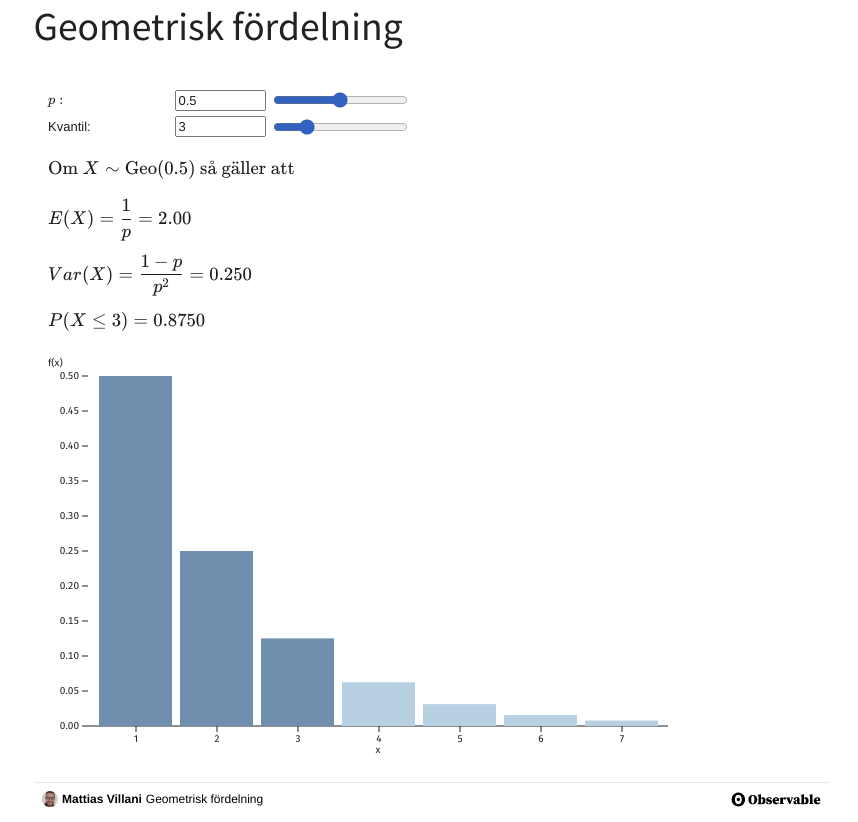 Geometrisk fördelning
p :
0.5
Kvantil:
3
Om X ∼ Geo(0.5) så gäller att
E(X) = 1/p = 2.00
Var(X) = (1 − p)/p² = 0.250
P(X ≤ 3) = 0.8750
f(x)
0.50
0.45
0.40
0.35
0.30
0.25
0.20
0.15
0.10
0.05
0.00
1 2 3 4 5 6 7
x
Mattias Villani Geometrisk fördelning
Observable